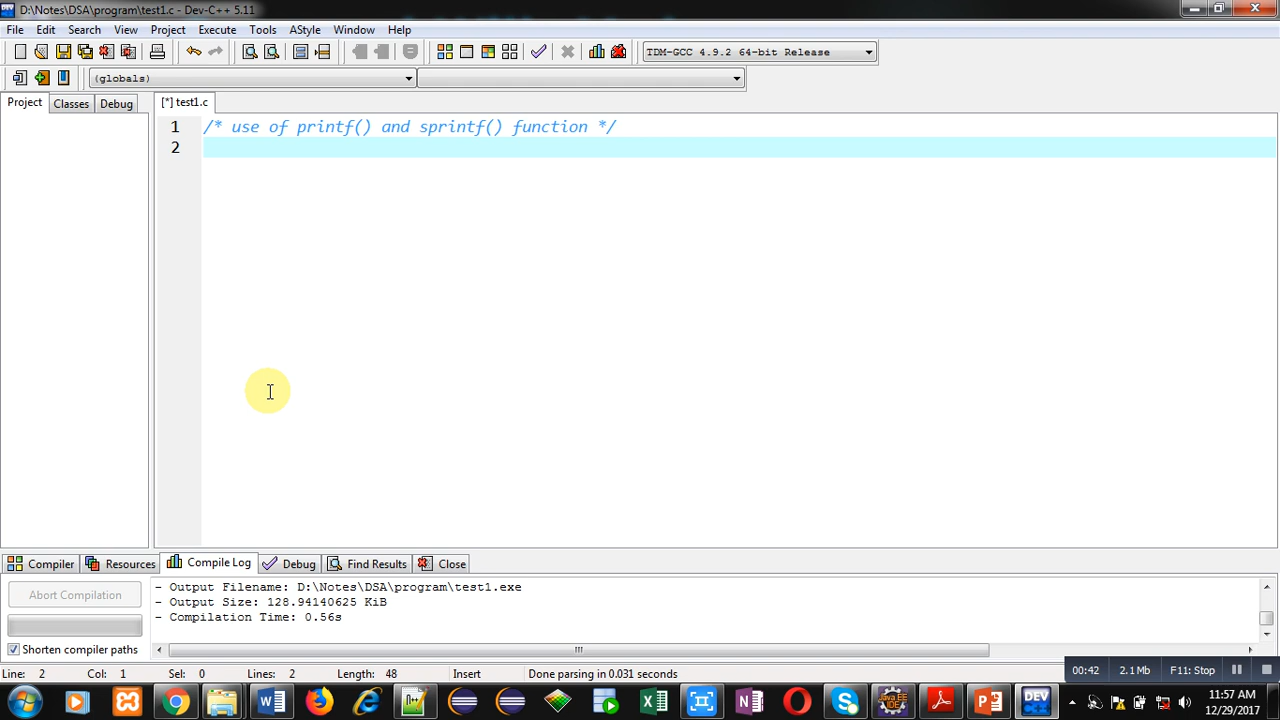 D:\Notes\DSA\program\test1.c - Dev-C++ 5.11
File Edit Search View Project Execute Tools AStyle Window Help
TDM-GCC 4.9.2 64-bit Release
(globals)
Project Classes Debug [*] test1.c
1 /* use of printf() and sprintf() function */
2
Compiler Resources Compile Log Debug Find Results Close
Abort Compilation
Shorten compiler paths
- Output Filename: D:\Notes\DSA\program\test1.exe
- Output Size: 128.94140625 KiB
- Compilation Time: 0.56s
Line: 2 Col: 1 Sel: 0 Lines: 2 Length: 48 Insert Done parsing in 0.031 seconds
00:42 2.1 Mb F11: Stop
DEV
11:57 AM
12/29/2017